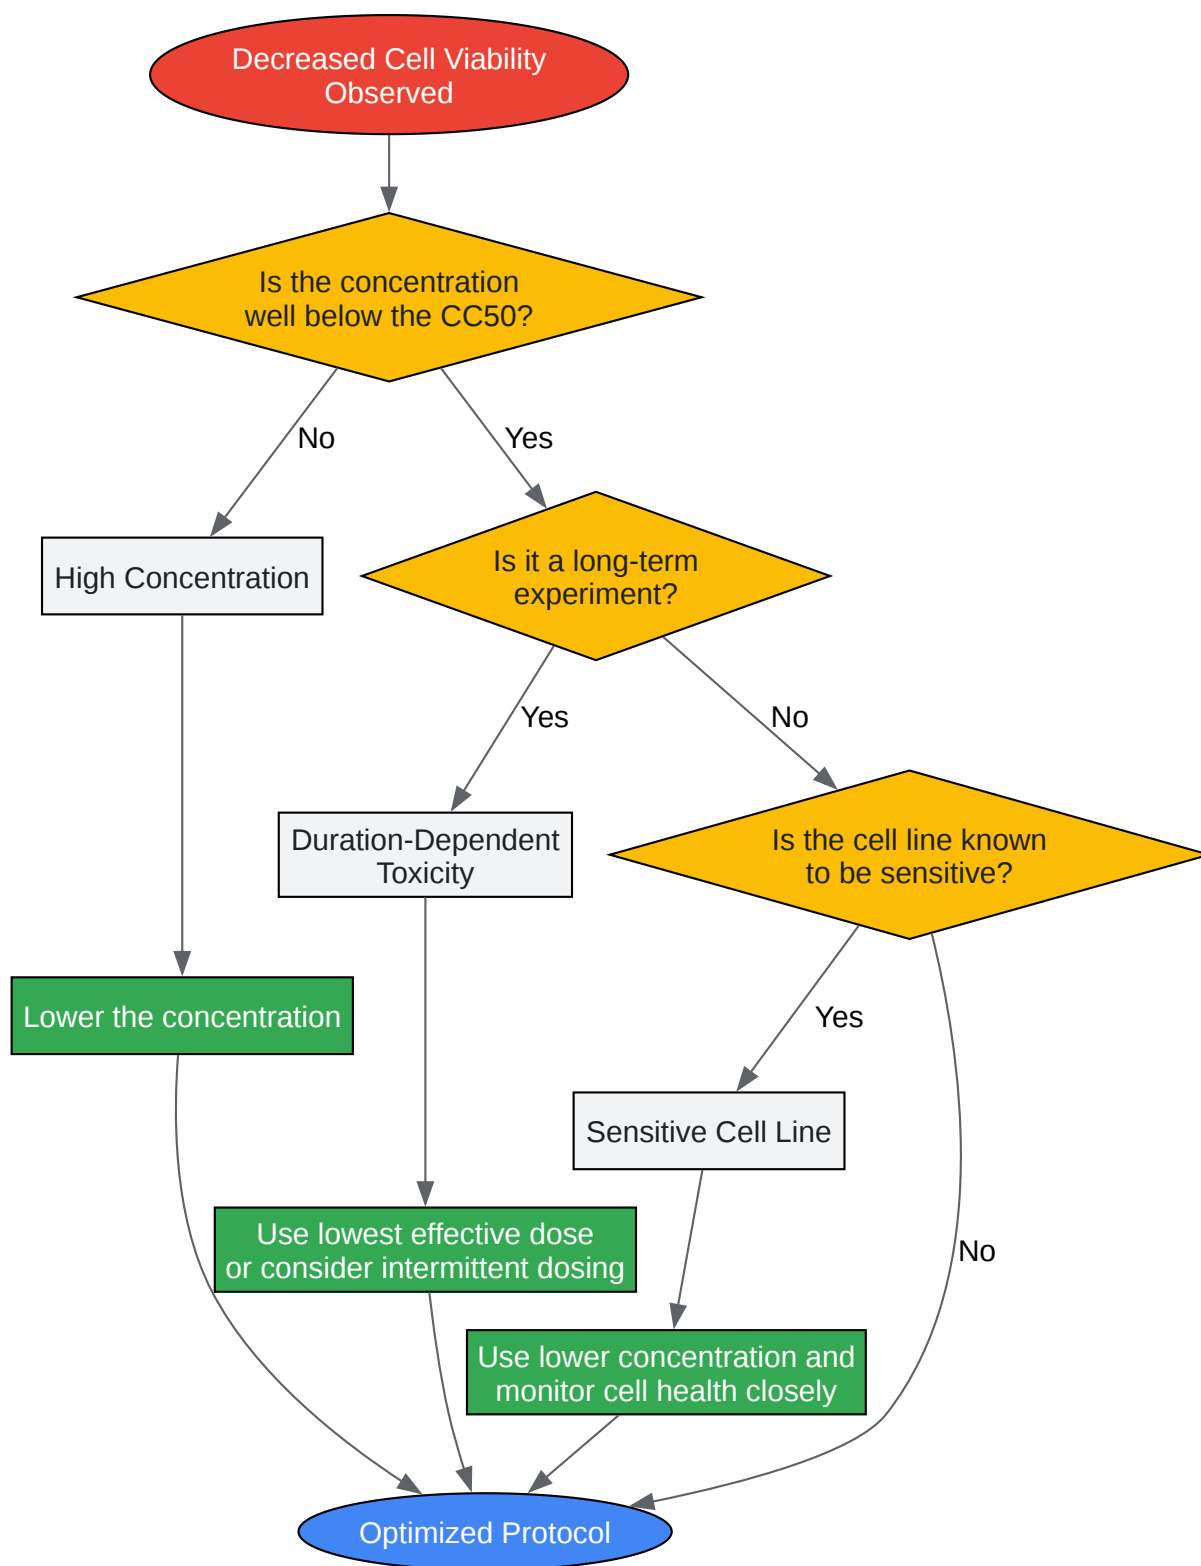 Decreased Cell Viability
Observed
Is the concentration
well below the CC50?
No
Yes
High Concentration
Is it a long-term
experiment?
Yes
No
Duration-Dependent
Toxicity
Is the cell line known
to be sensitive?
Lower the concentration
Yes
Sensitive Cell Line
Use lowest effective dose
or consider intermittent dosing
No
Use lower concentration and
monitor cell health closely
Optimized Protocol